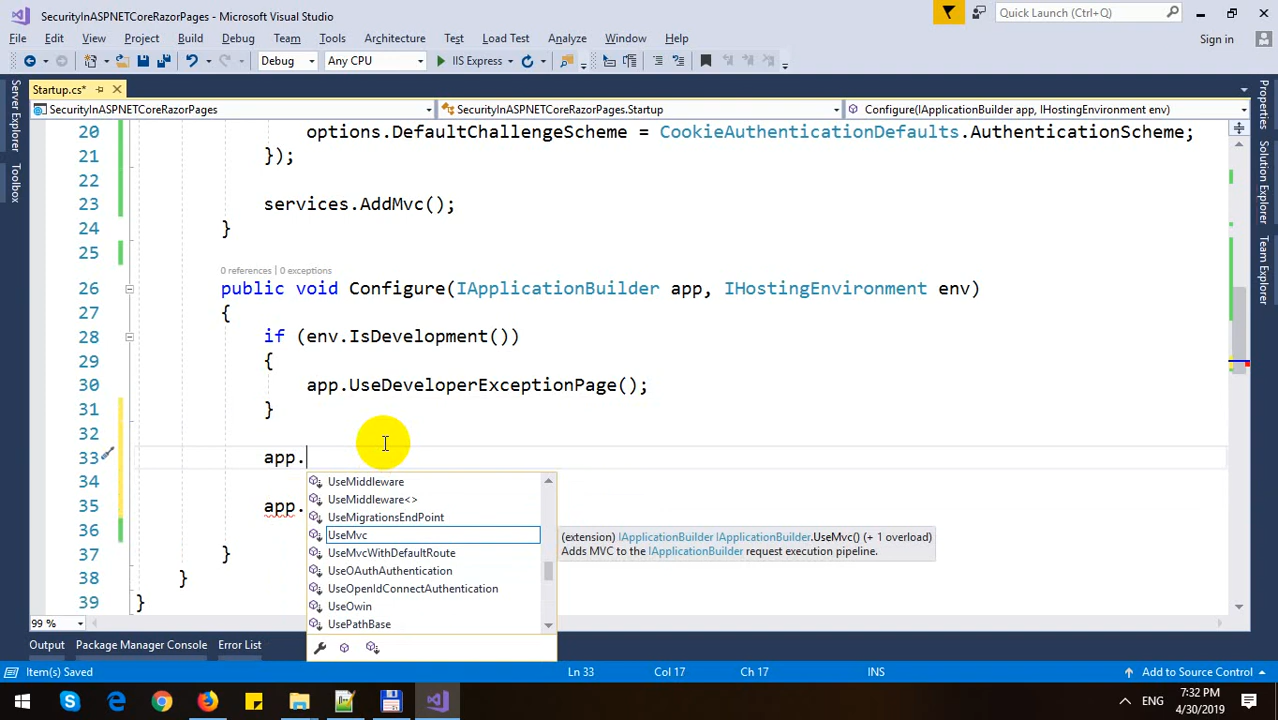 SecurityInASPNETCoreRazorPages - Microsoft Visual Studio
Quick Launch (Ctrl+Q)
File Edit View Project Build Debug Team Tools Architecture Test Load Test Analyze Window Help
Sign in
Debug Any CPU IIS Express
Startup.cs*
SecurityInASPNETCoreRazorPages SecurityInASPNETCoreRazorPages.Startup Configure(IApplicationBuilder app, IHostingEnvironment env)
Server Explorer
Toolbox
Properties
Solution Explorer
Team Explorer
20 options.DefaultChallengeScheme = CookieAuthenticationDefaults.AuthenticationScheme;
21 });
22
23 services.AddMvc();
24 }
25
0 references | 0 exceptions
26 public void Configure(IApplicationBuilder app, IHostingEnvironment env)
27 {
28 if (env.IsDevelopment())
29 {
30 app.UseDeveloperExceptionPage();
31 }
32
33 app.
34
35 app.
36
37 }
38 }
39 }
UseMiddleware
UseMiddleware<>
UseMigrationsEndPoint
UseMvc
UseMvcWithDefaultRoute
UseOAuthAuthentication
UseOpenIdConnectAuthentication
UseOwin
UsePathBase
(extension) IApplicationBuilder IApplicationBuilder.UseMvc() (+ 1 overload)
Adds MVC to the IApplicationBuilder request execution pipeline.
99 %
Output Package Manager Console Error List
Item(s) Saved Ln 33 Col 17 Ch 17 INS Add to Source Control
ENG
7:32 PM
4/30/2019